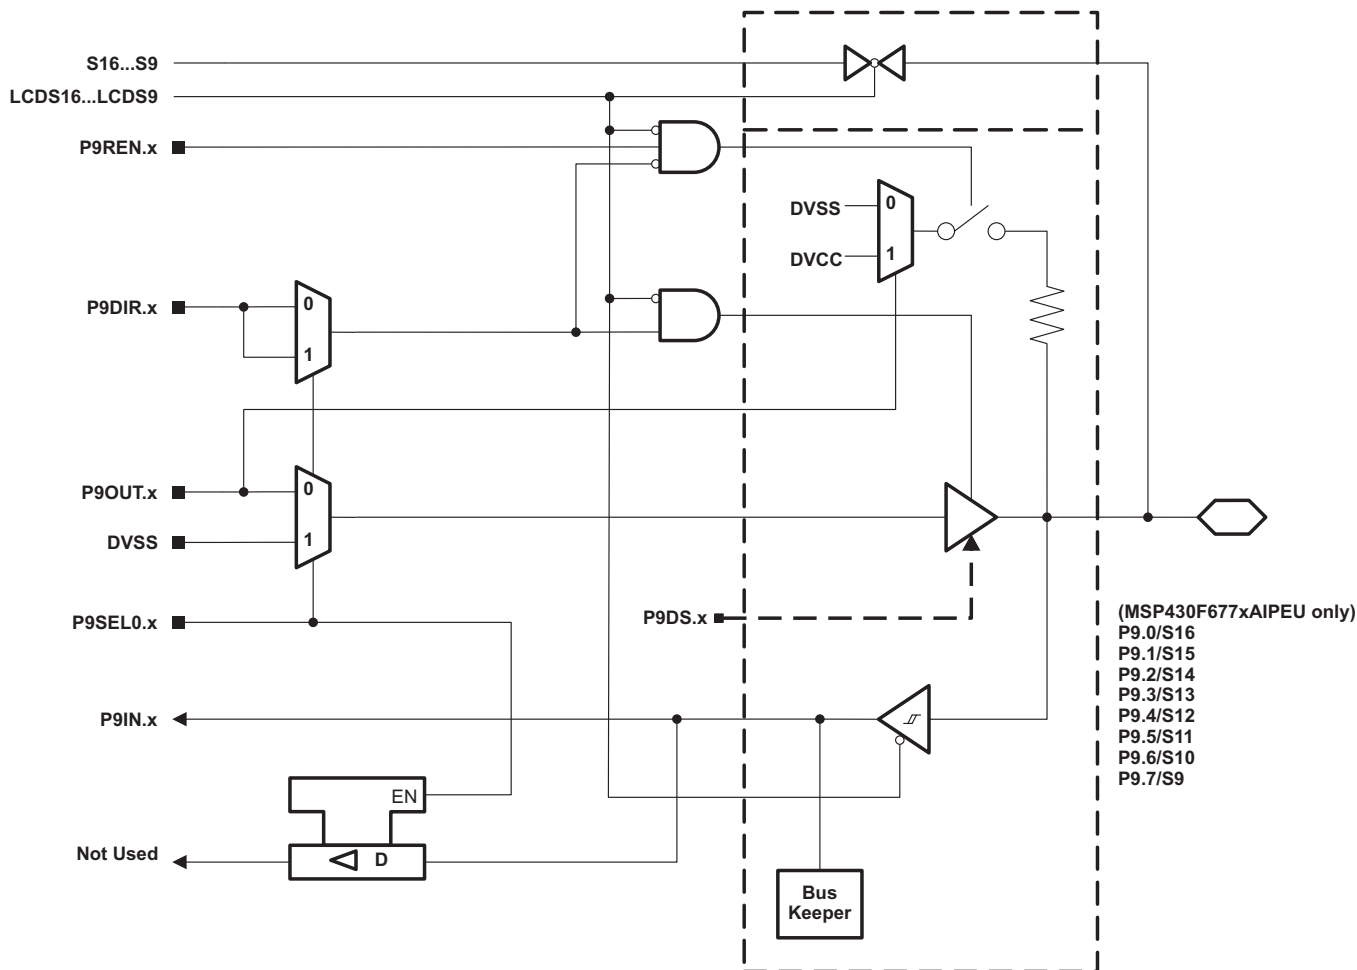 S16...S9
LCDS16...LCDS9
P9REN.x
DVSS
0
DVCC
1
P9DIR.x
0
1
P9OUT.x
0
DVSS
1
P9SEL0.x
P9DS.x
(MSP430F677xAIPEU only)
P9.0/S16
P9.1/S15
P9.2/S14
P9.3/S13
P9.4/S12
P9.5/S11
P9.6/S10
P9.7/S9
P9IN.x
EN
Not Used
D
Bus
Keeper